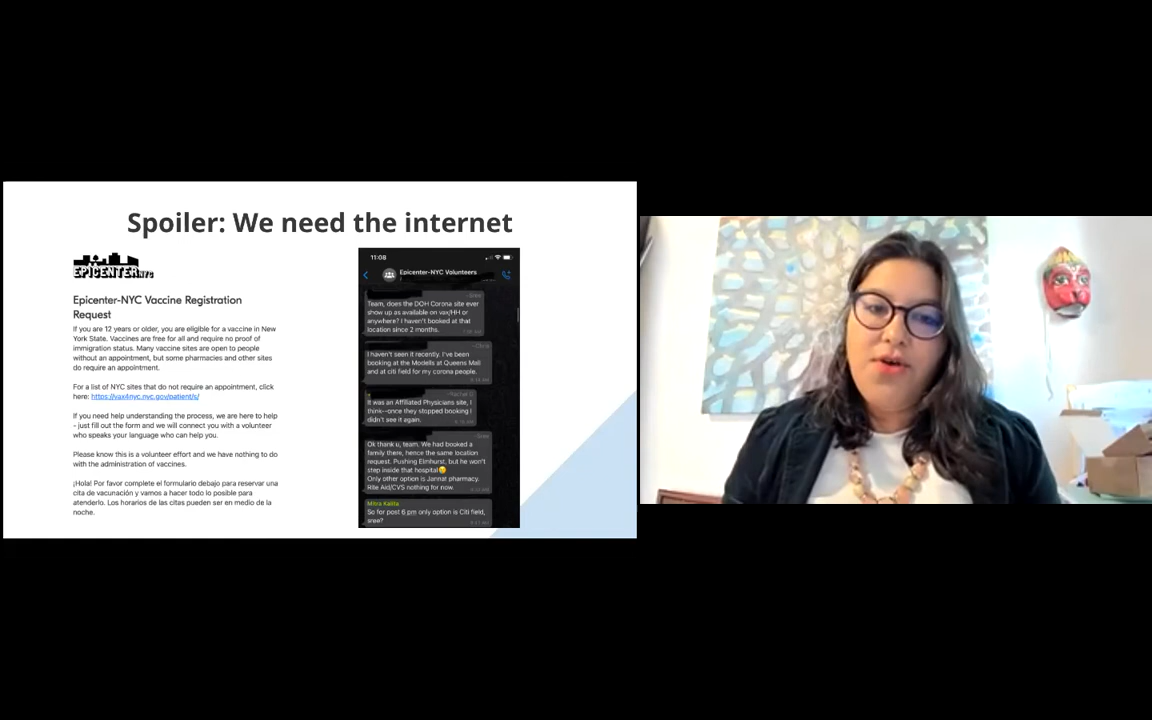 Spoiler: We need the internet
EPICENTER NYC
Epicenter-NYC Vaccine Registration
Request
If you are 12 years or older, you are eligible for a vaccine in New
York State. Vaccines are free for all and require no proof of
immigration status. Many vaccine sites are open to people
without an appointment, but some pharmacies and other sites
do require an appointment.
For a list of NYC sites that do not require an appointment, click
here: https://vax4nyc.nyc.gov/patient/s/
If you need help understanding the process, we are here to help
- just fill out the form and we will connect you with a volunteer
who speaks your language who can help you.
Please know this is a volunteer effort and we have nothing to do
with the administration of vaccines.
¡Hola! Por favor complete el formulario debajo para reservar una
cita de vacunación y vamos a hacer todo lo posible para
atenderlo. Los horarios de las citas pueden ser en medio de la
noche.
11:08
Epicenter-NYC Volunteers
Team, does the DOH Corona site ever
show up as available on vax/HH or
anywhere? I haven't booked at that
location since 2 months.
I haven't seen it recently. I've been
booking at the Modells at Queens Mall
and at citi field for my corona people.
It was an Affiliated Physicians site, I
think--once they stopped booking I
didn't see it again.
Ok thank u, team. We had booked a
family there, hence the same location
request. Pushing Elmhurst, but he won't
step inside that hospital
Only other option is Jannat pharmacy.
Rite Aid/CVS nothing for now.
Mitra Kalita
So for post 6 pm only option is Citi field,
sree?